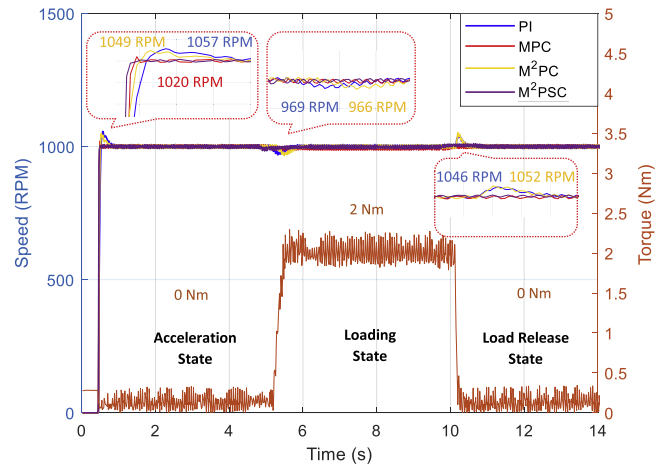 1500
1000
500
0
Speed (RPM)
1049 RPM
1057 RPM
1020 RPM
969 RPM
966 RPM
PI
MPC
M²PC
M²PSC
1046 RPM
1052 RPM
2 Nm
0 Nm
0 Nm
Acceleration
State
Loading
State
Load Release
State
5
4.5
4
3.5
3
2.5
2
1.5
1
0.5
0
Torque (Nm)
0
2
4
6
8
10
12
14
Time (s)